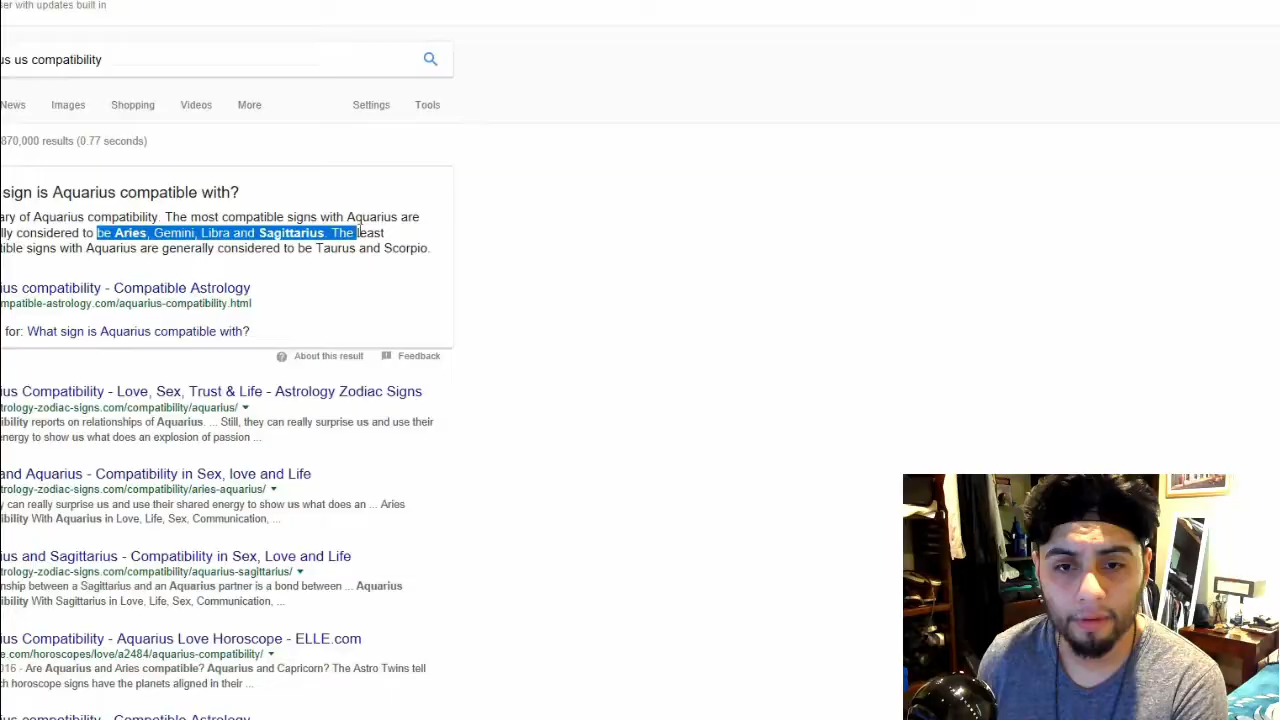 ser with updates built in
us us compatibility
News Images Shopping Videos More Settings Tools
870,000 results (0.77 seconds)
sign is Aquarius compatible with?
ary of Aquarius compatibility. The most compatible signs with Aquarius are
lly considered to be Aries, Gemini, Libra and Sagittarius. The least
tible signs with Aquarius are generally considered to be Taurus and Scorpio.
ius compatibility - Compatible Astrology
mpatible-astrology.com/aquarius-compatibility.html
for: What sign is Aquarius compatible with?
About this result Feedback
ius Compatibility - Love, Sex, Trust & Life - Astrology Zodiac Signs
trology-zodiac-signs.com/compatibility/aquarius/
ibility reports on relationships of Aquarius. ... Still, they can really surprise us and use their
energy to show us what does an explosion of passion ...
and Aquarius - Compatibility in Sex, love and Life
trology-zodiac-signs.com/compatibility/aries-aquarius/
y can really surprise us and use their shared energy to show us what does an ... Aries
ibility With Aquarius in Love, Life, Sex, Communication, ...
ius and Sagittarius - Compatibility in Sex, Love and Life
trology-zodiac-signs.com/compatibility/aquarius-sagittarius/
nship between a Sagittarius and an Aquarius partner is a bond between ... Aquarius
ibility With Sagittarius in Love, Life, Sex, Communication, ...
ius Compatibility - Aquarius Love Horoscope - ELLE.com
e.com/horoscopes/love/a2484/aquarius-compatibility/
016 - Are Aquarius and Aries compatible? Aquarius and Capricorn? The Astro Twins tell
ch horoscope signs have the planets aligned in their ...
ius compatibility - Compatible Astrology